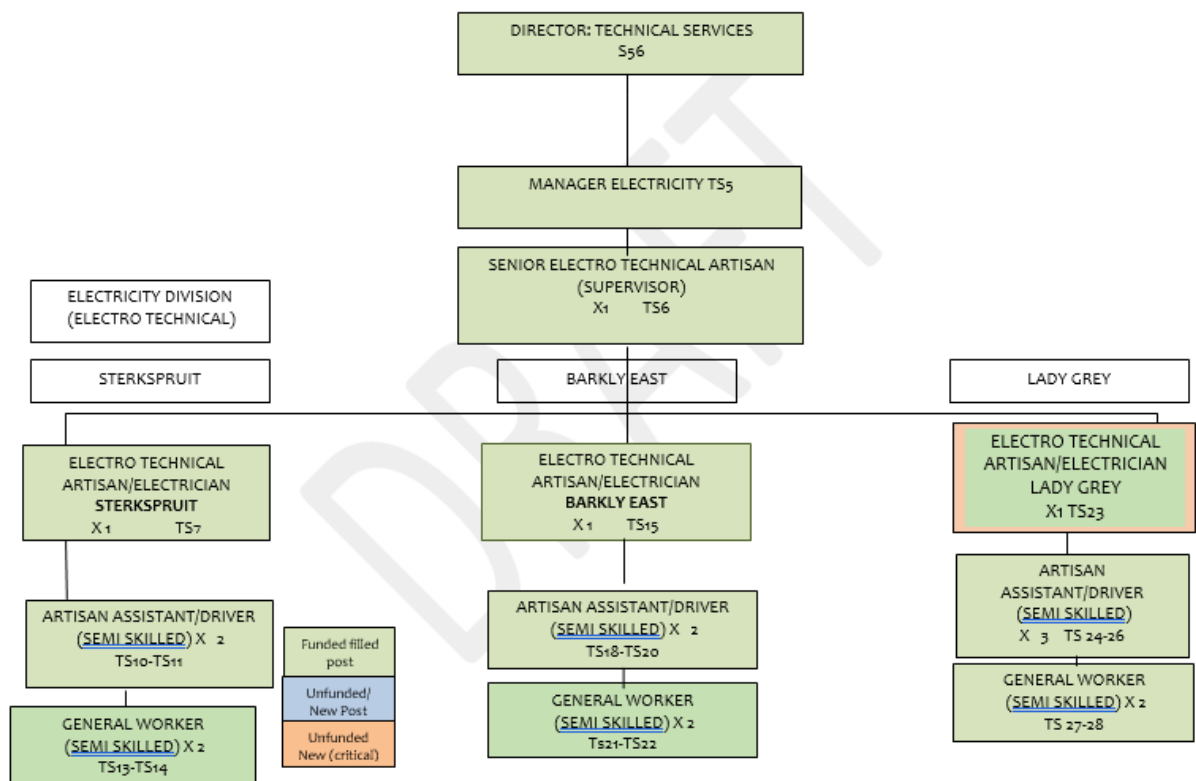 DIRECTOR: TECHNICAL SERVICES
S56
MANAGER ELECTRICITY TS5
SENIOR ELECTRO TECHNICAL ARTISAN
(SUPERVISOR)
X1 TS6
ELECTRICITY DIVISION
(ELECTRO TECHNICAL)
STERKSPRUIT
BARKLY EAST
LADY GREY
ELECTRO TECHNICAL
ARTISAN/ELECTRICIAN
STERKSPRUIT
X 1 TS7
ELECTRO TECHNICAL
ARTISAN/ELECTRICIAN
BARKLY EAST
X 1 TS15
ELECTRO TECHNICAL
ARTISAN/ELECTRICIAN
LADY GREY
X1 TS23
ARTISAN ASSISTANT/DRIVER
(SEMI SKILLED) X 2
TS10-TS11
ARTISAN ASSISTANT/DRIVER
(SEMI SKILLED) X 2
TS18-TS20
ARTISAN
ASSISTANT/DRIVER
(SEMI SKILLED)
X 3 TS 24-26
GENERAL WORKER
(SEMI SKILLED) X 2
TS13-TS14
GENERAL WORKER
(SEMI SKILLED) X 2
Ts21-TS22
GENERAL WORKER
(SEMI SKILLED) X 2
TS 27-28
Funded filled
post
Unfunded/
New Post
Unfunded
New (critical)
DRAFT